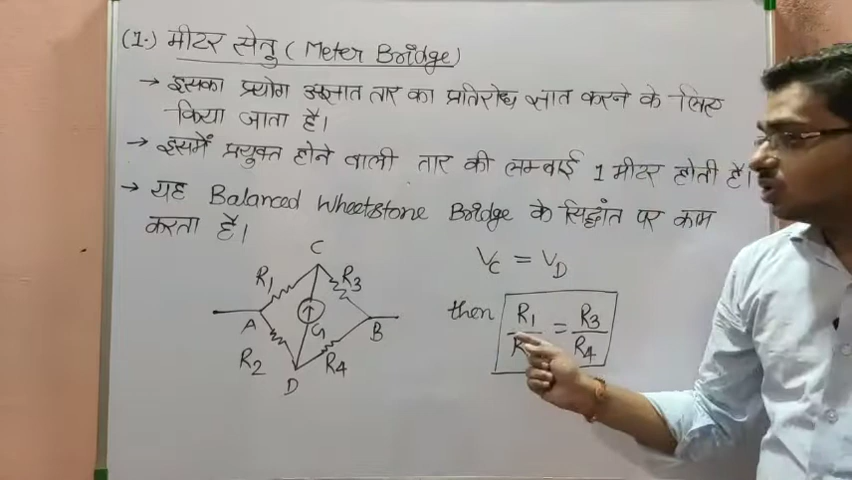 (1.) मीटर सेतु (Meter Bridge)
→ इसका प्रयोग अज्ञात तार का प्रतिरोध ज्ञात करने के लिए
किया जाता है।
→ इसमें प्रयुक्त होने वाली तार की लम्बाई 1 मीटर होती है।
→ यह Balanced Wheatstone Bridge के सिद्धांत पर काम
करता है।
C
R1 R3
A G B
R2 R4
D
VC = VD
then R1/R = R3/R4